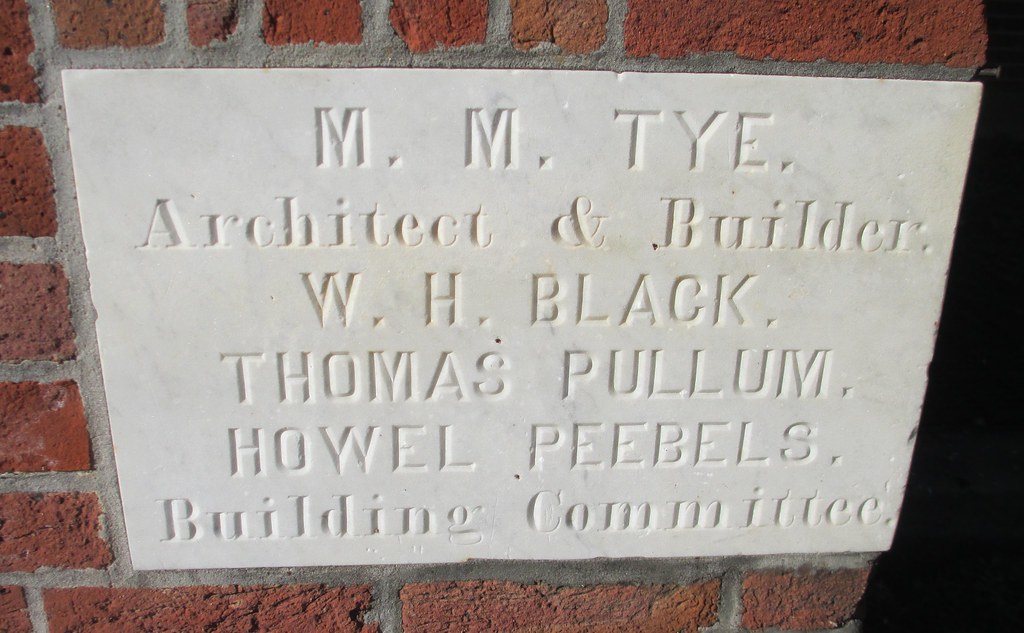 M. M. TYE.
Architect & Builder.
W. H. BLACK.
THOMAS PULLUM.
HOWEL PEEBELS.
Building Committee.